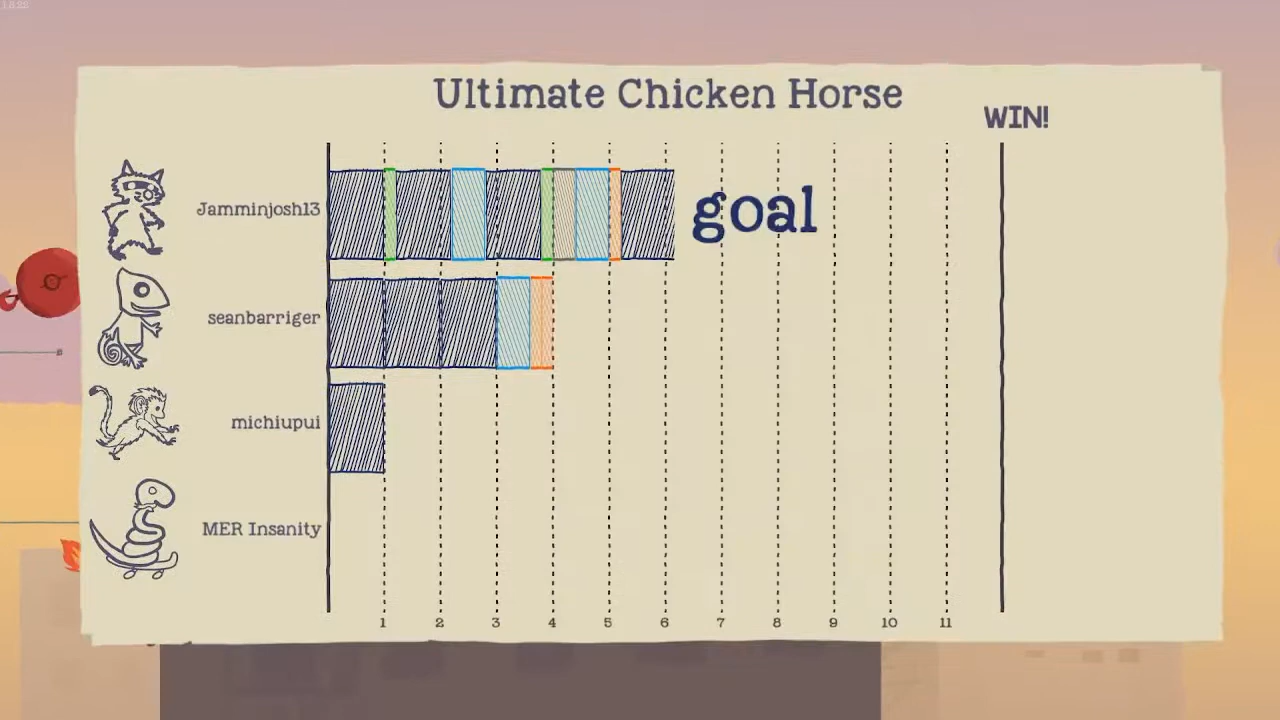 Ultimate Chicken Horse
WIN!
Jamminjosh13
goal
seanbarriger
michiupui
MER Insanity
1 2 3 4 5 6 7 8 9 10 11